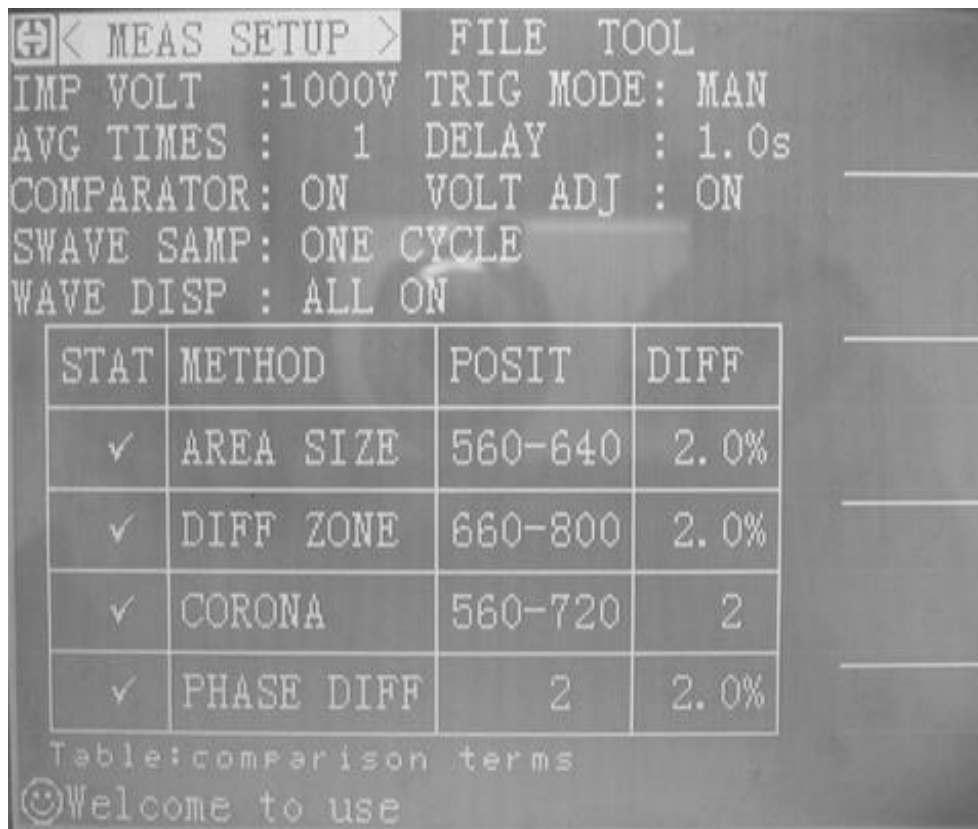 < MEAS SETUP > FILE TOOL
IMP VOLT :1000V TRIG MODE: MAN
AVG TIMES : 1 DELAY : 1.0s
COMPARATOR: ON VOLT ADJ : ON
SWAVE SAMP: ONE CYCLE
WAVE DISP : ALL ON
STAT METHOD POSIT DIFF
✓ AREA SIZE 560-640 2.0%
✓ DIFF ZONE 660-800 2.0%
✓ CORONA 560-720 2
✓ PHASE DIFF 2 2.0%
Table:comparison terms
Welcome to use